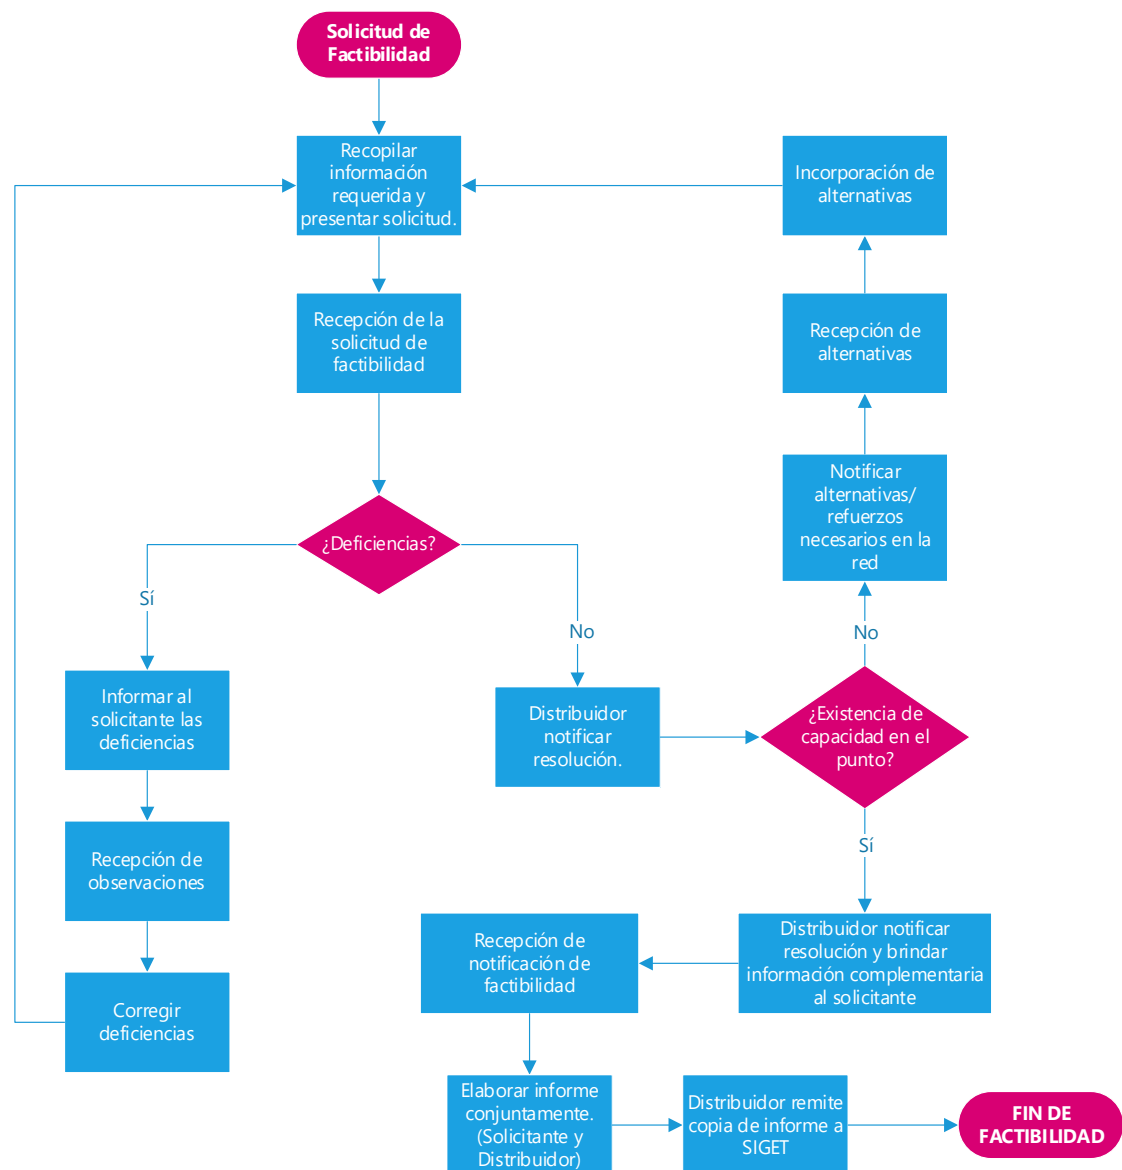 Solicitud de
Factibilidad
Recopilar
información
requerida y
presentar solicitud.
Incorporación de
alternativas
Recepción de la
solicitud de
factibilidad
Recepción de
alternativas
Notificar
alternativas/
refuerzos
necesarios en la
red
¿Deficiencias?
Sí
No
No
Informar al
solicitante las
deficiencias
Distribuidor
notificar
resolución.
¿Existencia de
capacidad en el
punto?
Sí
Recepción de
observaciones
Distribuidor notificar
resolución y brindar
información complementaria
al solicitante
Recepción de
notificación de
factibilidad
Corregir
deficiencias
Elaborar informe
conjuntamente.
(Solicitante y
Distribuidor)
Distribuidor remite
copia de informe a
SIGET
FIN DE
FACTIBILIDAD